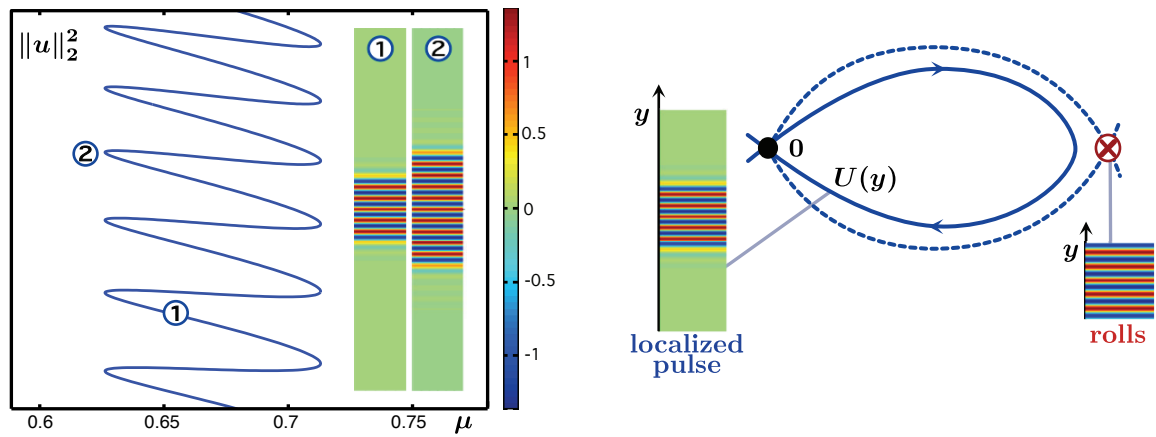 ‖u‖₂²
①
②
②
①
0.6
0.65
0.7
0.75
μ
1
0.5
0
-0.5
-1
y
0
U(y)
localized
pulse
y
rolls